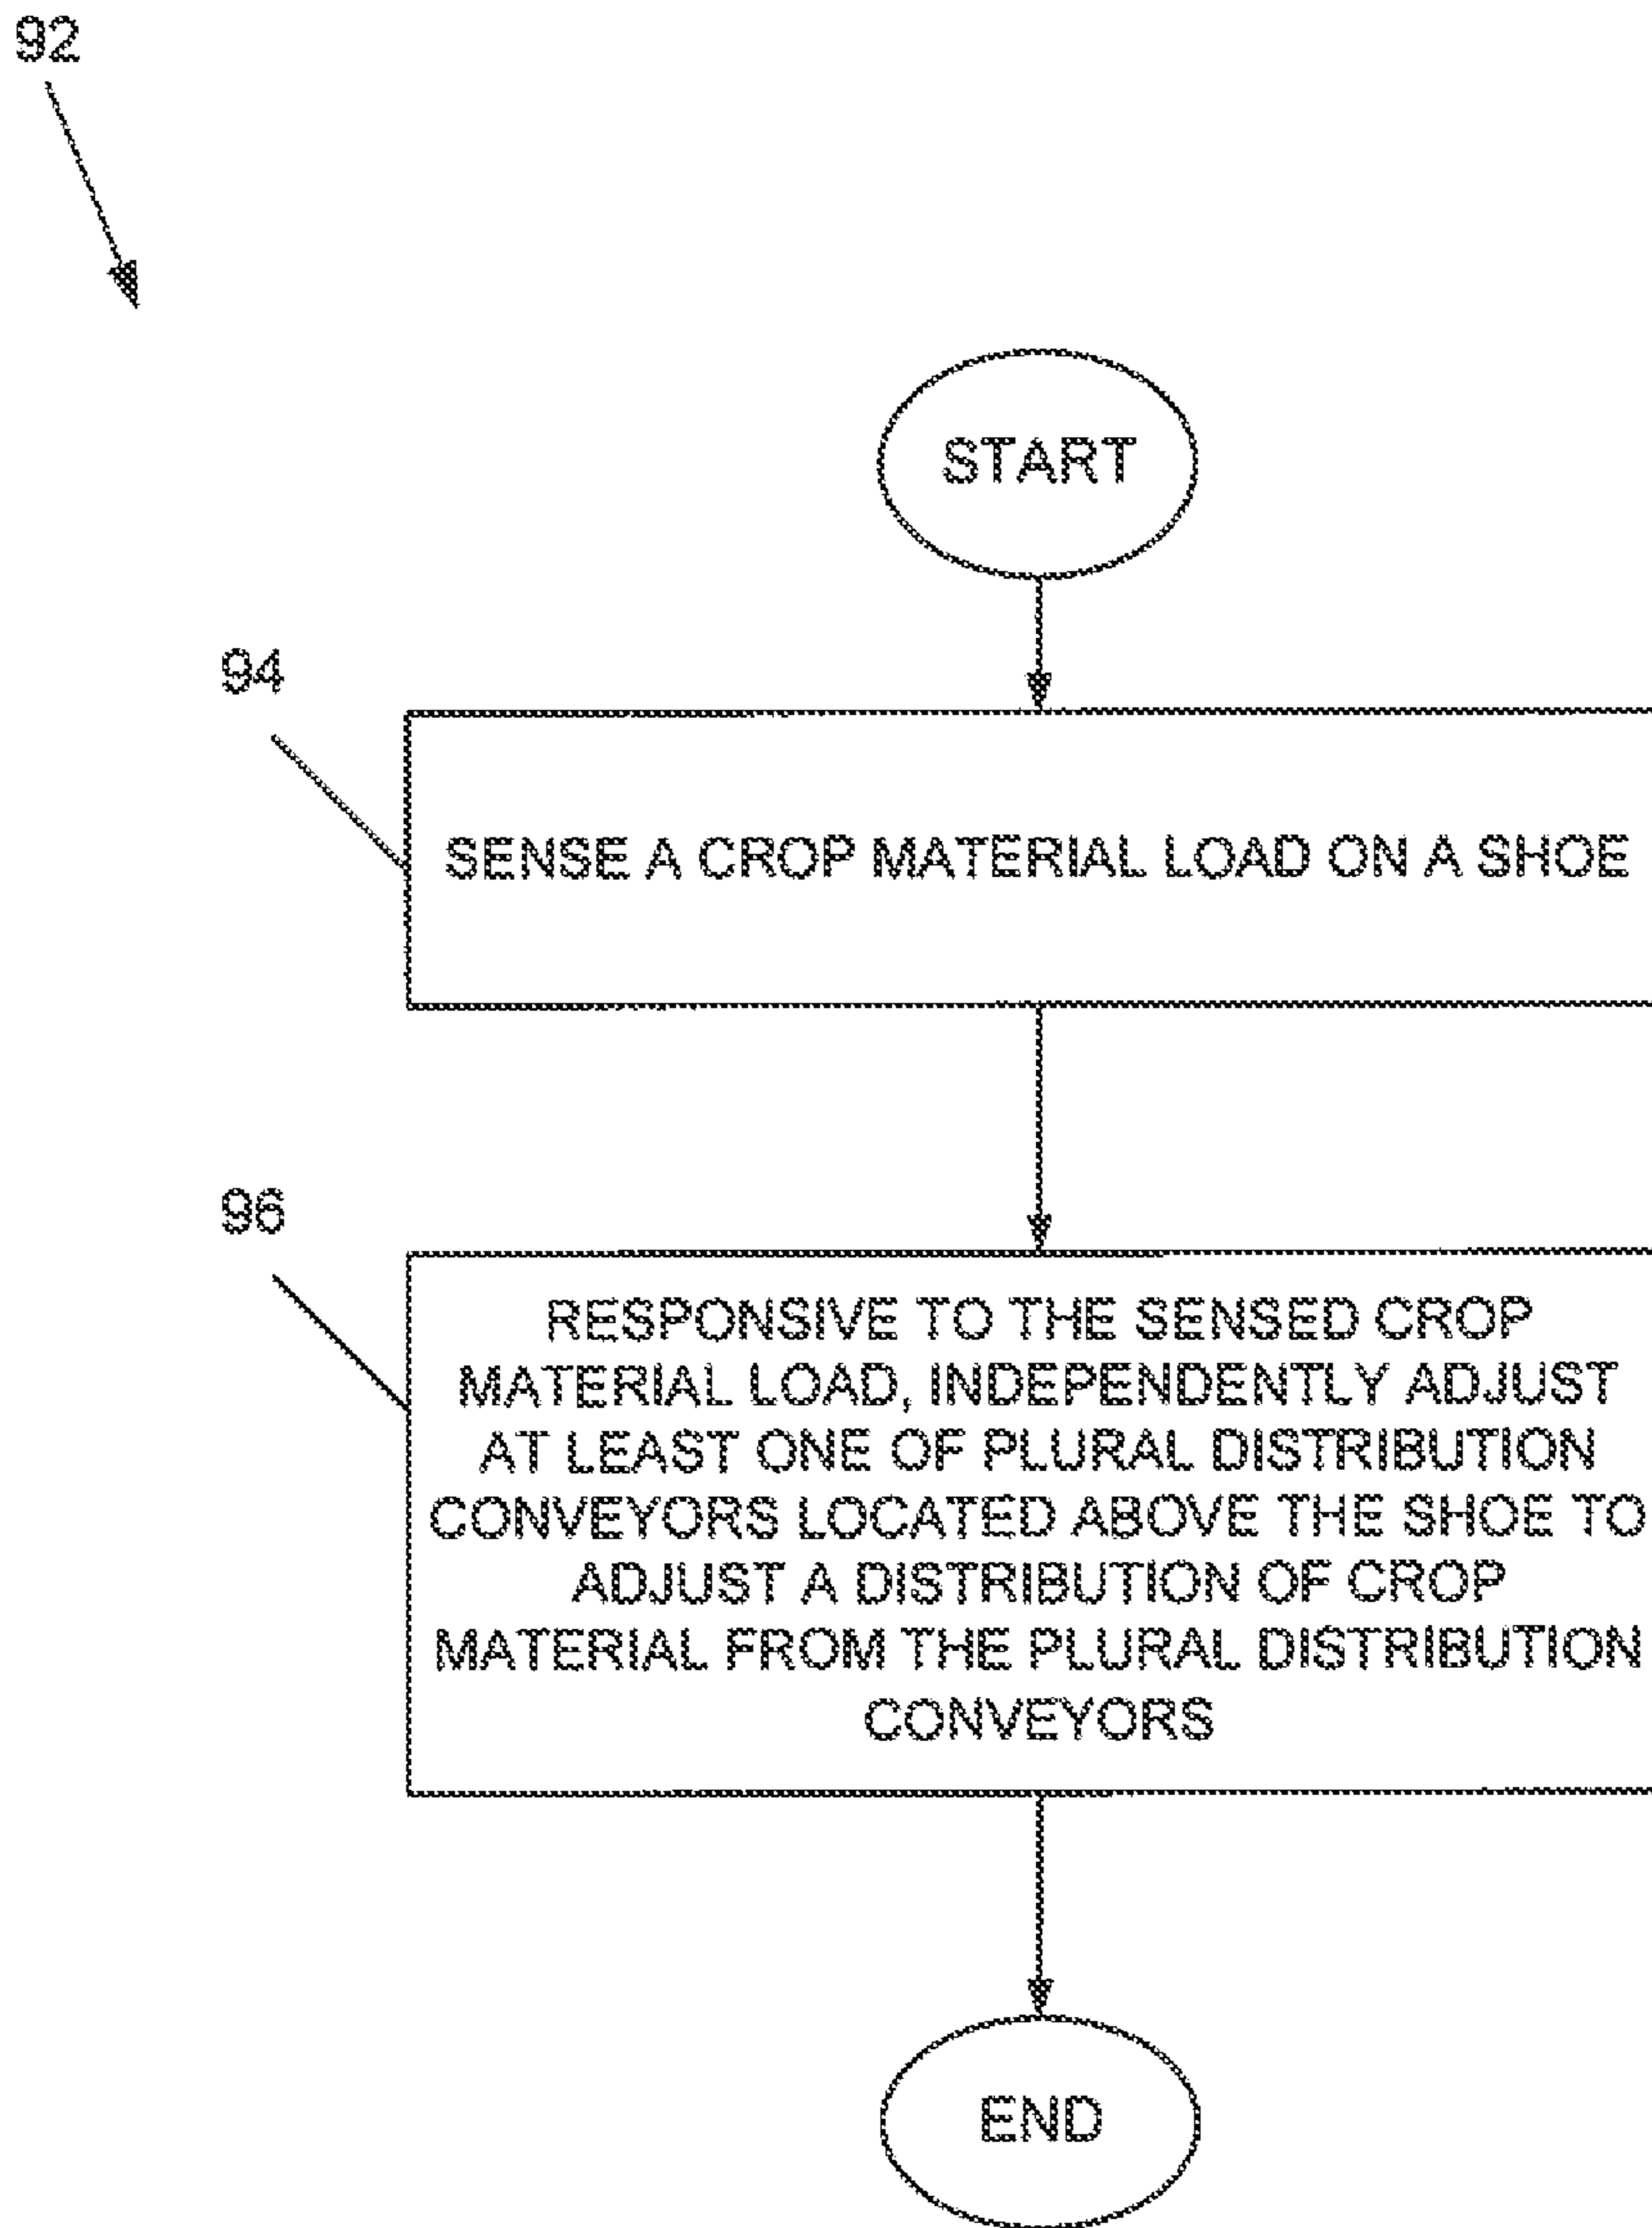 92
START
94
SENSE A CROP MATERIAL LOAD ON A SHOE
96
RESPONSIVE TO THE SENSED CROP
MATERIAL LOAD, INDEPENDENTLY ADJUST
AT LEAST ONE OF PLURAL DISTRIBUTION
CONVEYORS LOCATED ABOVE THE SHOE TO
ADJUST A DISTRIBUTION OF CROP
MATERIAL FROM THE PLURAL DISTRIBUTION
CONVEYORS
END